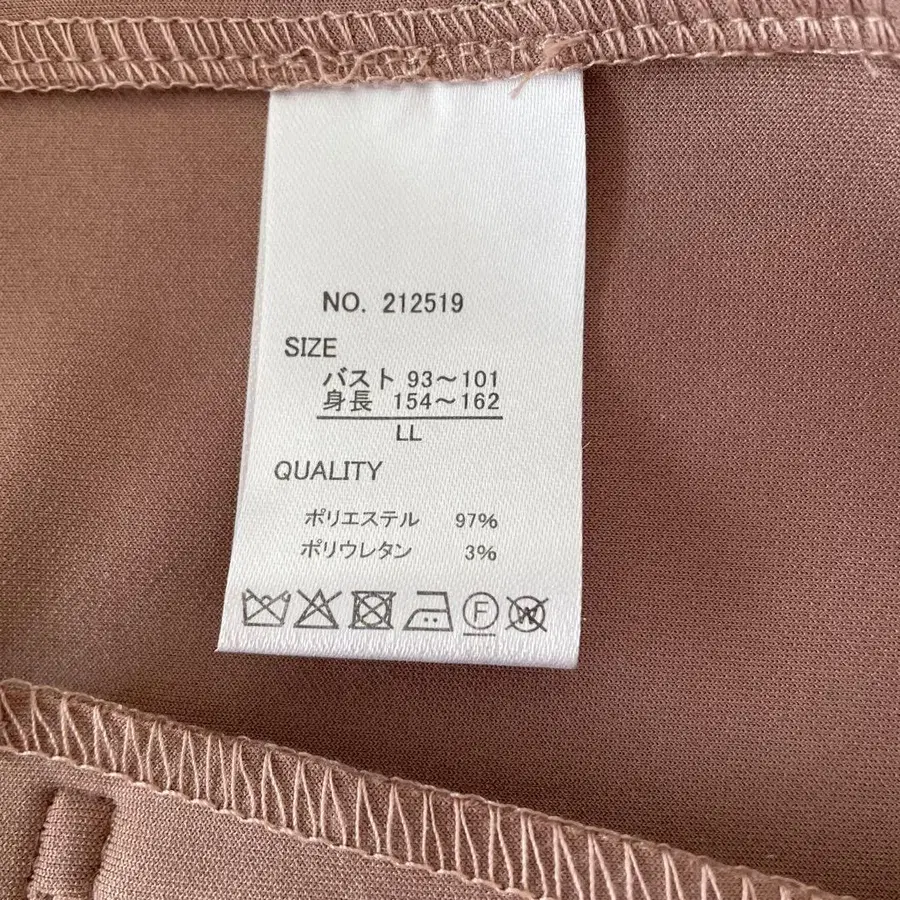 NO. 212519
SIZE
バスト 93～101
身長 154～162
LL
QUALITY
ポリエステル 97%
ポリウレタン 3%
F W